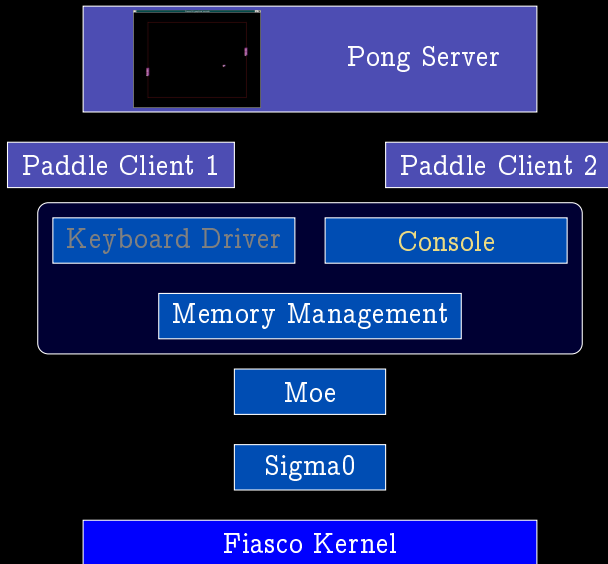 Pong Server
Paddle Client 1
Paddle Client 2
Keyboard Driver
Console
Memory Management
Moe
Sigma0
Fiasco Kernel